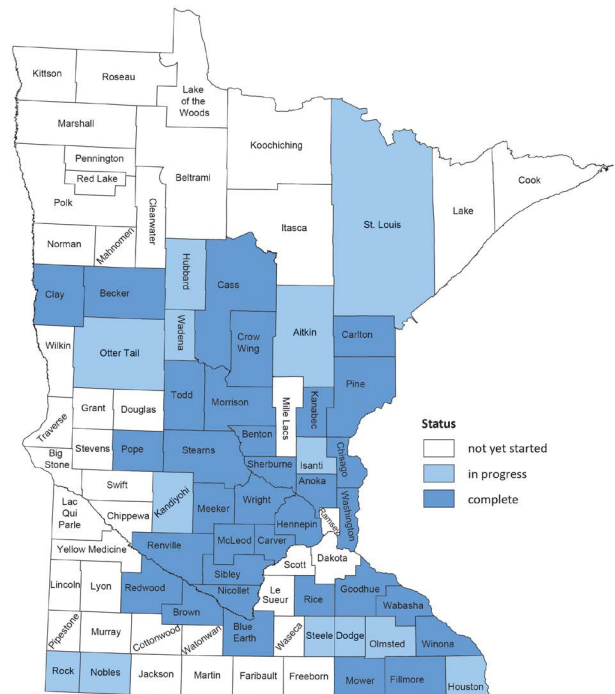 Kittson
Roseau
Lake
of the
Woods
Marshall
Koochiching
Pennington
Red Lake
Beltrami
Polk
Clearwater
Cook
Lake
St. Louis
Itasca
Norman
Mahnomen
Hubbard
Cass
Clay
Becker
Wadena
Crow
Wing
Aitkin
Carlton
Wilkin
Otter Tail
Pine
Todd
Morrison
Mille Lacs
Kanabec
Grant
Douglas
Traverse
Stevens
Pope
Stearns
Benton
Big
Stone
Sherburne
Isanti
Chisago
Anoka
Swift
Kandiyohi
Meeker
Wright
Washington
Lac
Qui
Parle
Chippewa
Hennepin
Ramsey
McLeod
Carver
Yellow Medicine
Renville
Scott
Dakota
Sibley
Lincoln
Lyon
Redwood
Nicollet
Le
Sueur
Rice
Goodhue
Wabasha
Brown
Pipestone
Murray
Cottonwood
Watonwan
Blue
Earth
Waseca
Steele
Dodge
Olmsted
Winona
Rock
Nobles
Jackson
Martin
Faribault
Freeborn
Mower
Fillmore
Houston
Status
not yet started
in progress
complete